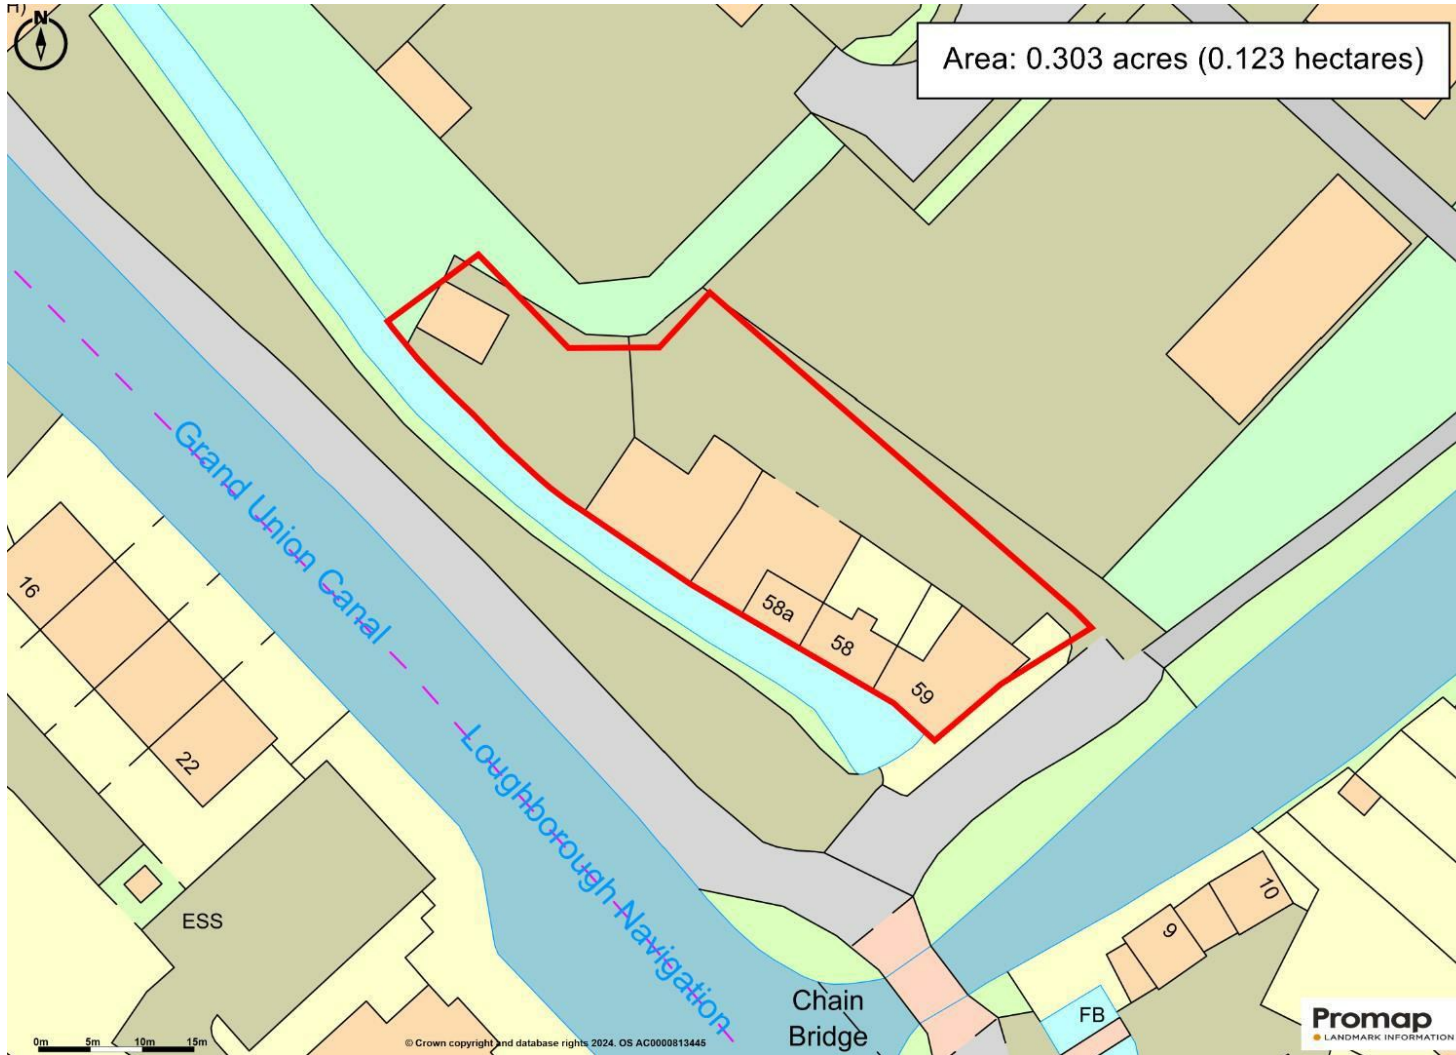 H)
N
Area: 0.303 acres (0.123 hectares)
Grand Union Canal
58a
58
59
16
22
Loughborough Navigation
ESS
10
9
Chain
Bridge
FB
0m 5m 10m 15m
© Crown copyright and database rights 2024. OS AC0000813445
Promap
LANDMARK INFORMATION